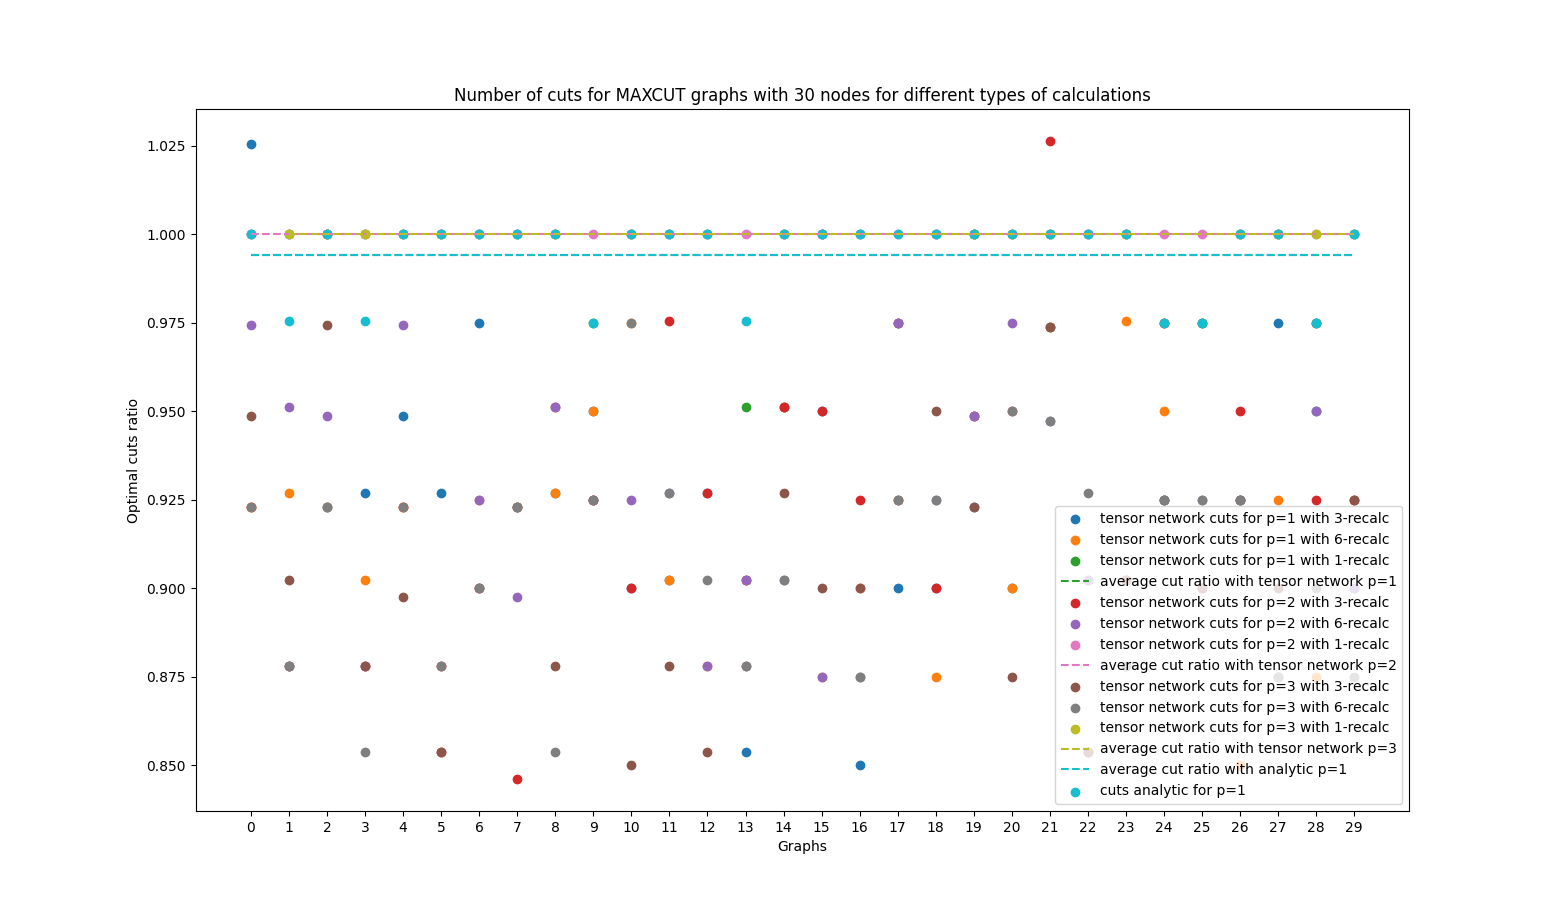 Number of cuts for MAXCUT graphs with 30 nodes for different types of calculations
1.025
1.000
0.975
0.950
0.925
0.900
0.875
0.850
Optimal cuts ratio
tensor network cuts for p=1 with 3-recalc
tensor network cuts for p=1 with 6-recalc
tensor network cuts for p=1 with 1-recalc
average cut ratio with tensor network p=1
tensor network cuts for p=2 with 3-recalc
tensor network cuts for p=2 with 6-recalc
tensor network cuts for p=2 with 1-recalc
average cut ratio with tensor network p=2
tensor network cuts for p=3 with 3-recalc
tensor network cuts for p=3 with 6-recalc
tensor network cuts for p=3 with 1-recalc
average cut ratio with tensor network p=3
average cut ratio with analytic p=1
cuts analytic for p=1
0 1 2 3 4 5 6 7 8 9 10 11 12 13 14 15 16 17 18 19 20 21 22 23 24 25 26 27 28 29
Graphs